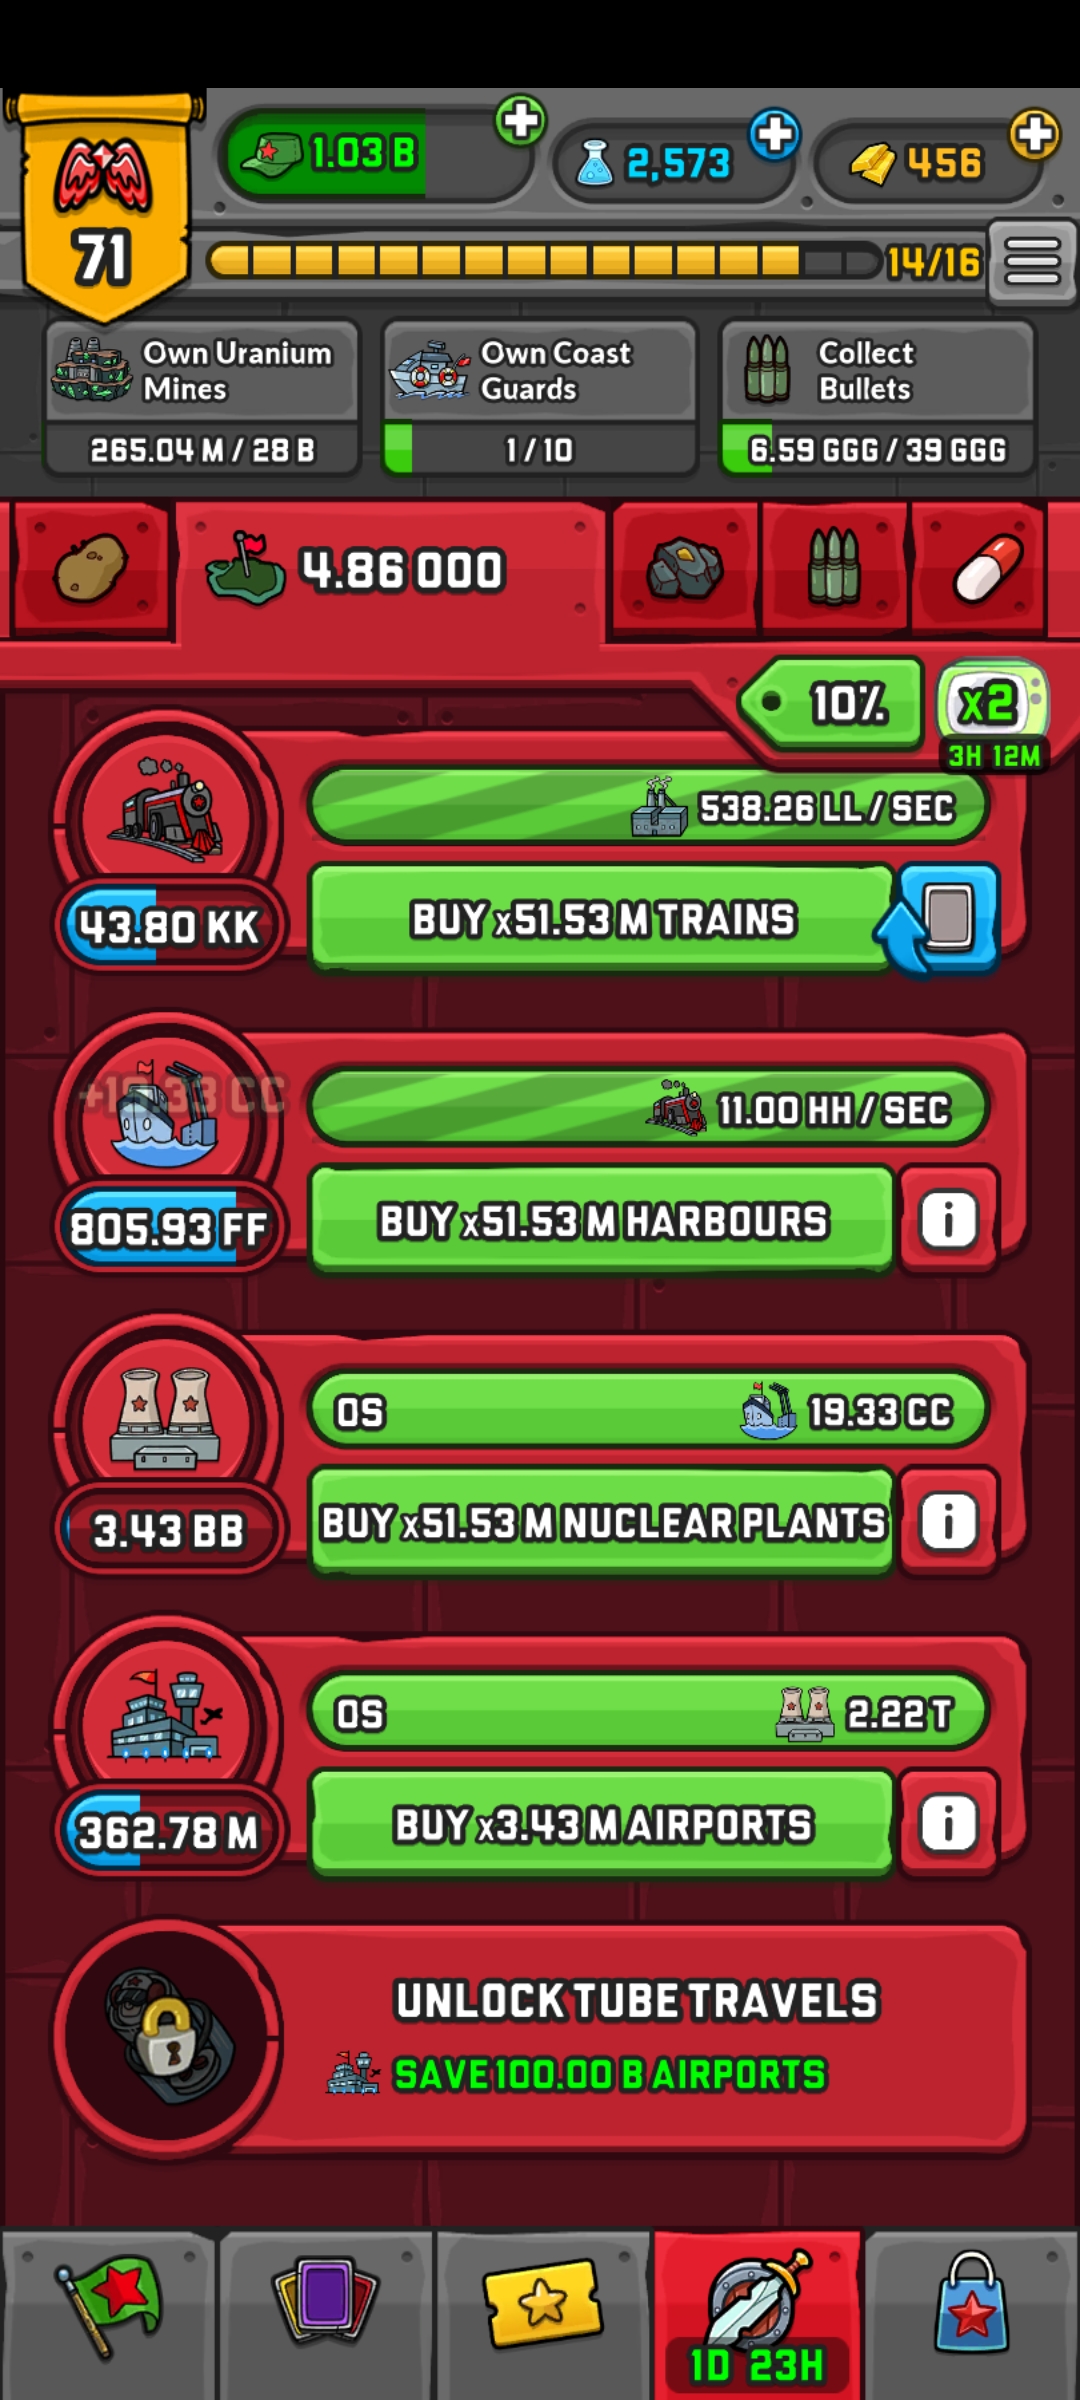 1.03 B
2,573
456
71
14/16
Own Uranium
Mines
265.04 M / 28 B
Own Coast
Guards
1 / 10
Collect
Bullets
6.59 GGG / 39 GGG
4.86 OOO
10%
x2
3H 12M
538.26 LL / SEC
43.80 KK
BUY x51.53 M TRAINS
+19.33 CC
11.00 HH / SEC
805.93 FF
BUY x51.53 M HARBOURS
i
0S
19.33 CC
3.43 BB
BUY x51.53 M NUCLEAR PLANTS
i
0S
2.22 T
362.78 M
BUY x3.43 M AIRPORTS
i
UNLOCK TUBE TRAVELS
SAVE 100.00 B AIRPORTS
1D 23H